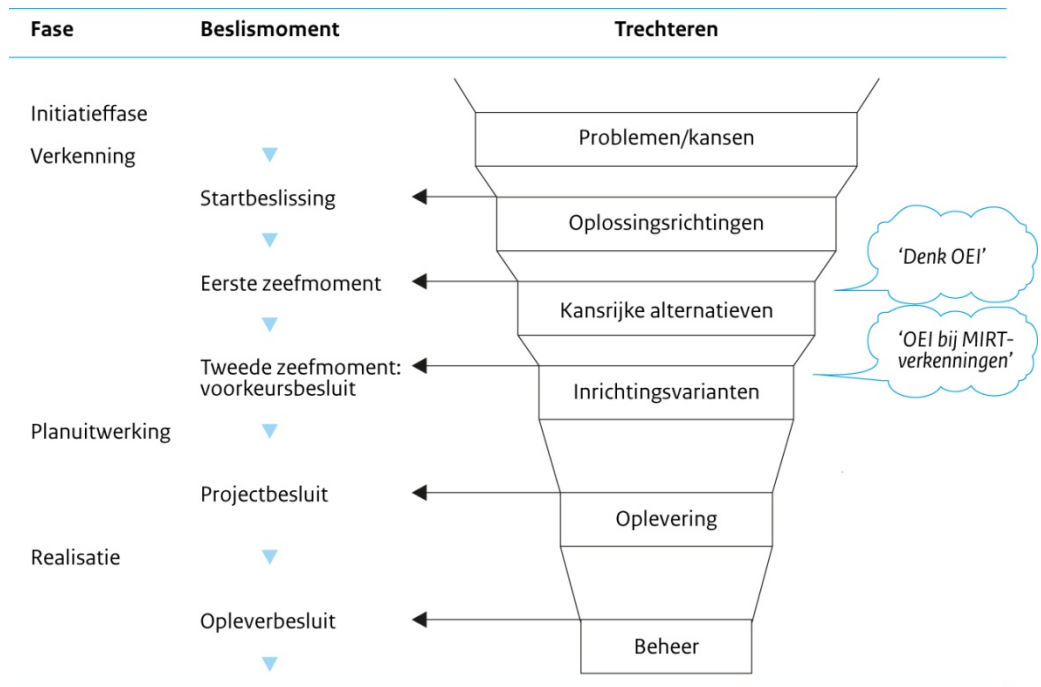 Fase Beslismoment Trechteren
Initiatieffase
Problemen/kansen
Verkenning
Startbeslissing
Oplossingsrichtingen
‘Denk OEI’
Eerste zeefmoment
Kansrijke alternatieven
‘OEI bij MIRT-
verkenningen’
Tweede zeefmoment:
voorkeursbesluit
Inrichtingsvarianten
Planuitwerking
Projectbesluit
Oplevering
Realisatie
Opleverbesluit
Beheer